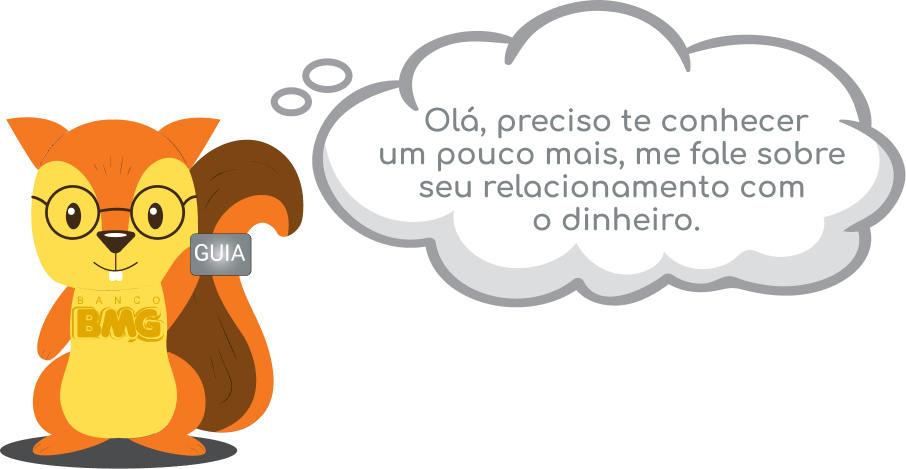 Olá, preciso te conhecer
um pouco mais, me fale sobre
seu relacionamento com
o dinheiro.
GUIA
BANCO
BMG